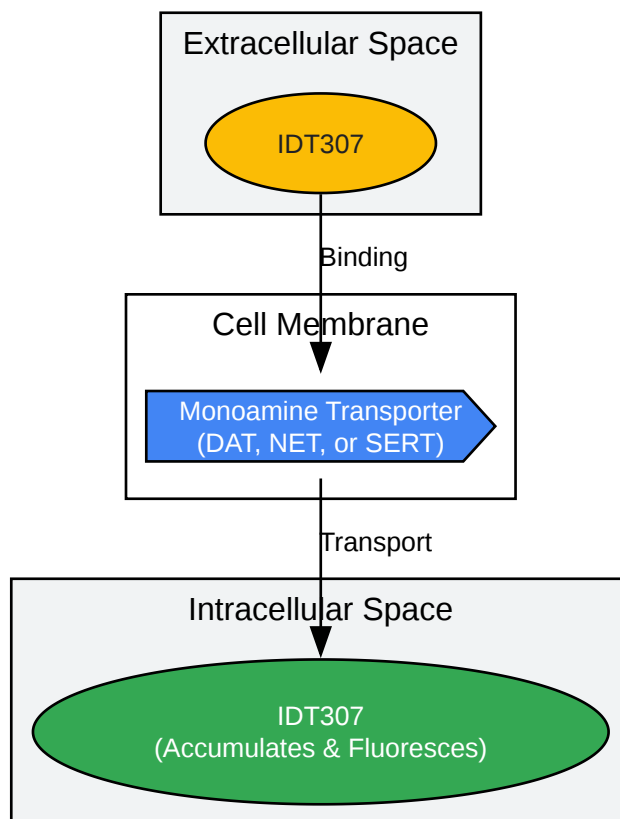 Extracellular Space
IDT307
Binding
Cell Membrane
Monoamine Transporter
(DAT, NET, or SERT)
Transport
Intracellular Space
IDT307
(Accumulates & Fluoresces)